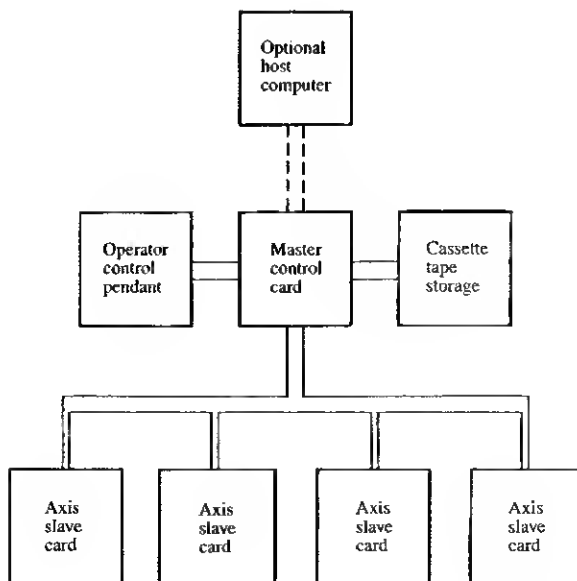 Optional
host
computer
Operator
control
pendant
Master
control
card
Cassette
tape
storage
Axis
slave
card
Axis
slave
card
Axis
slave
card
Axis
slave
card